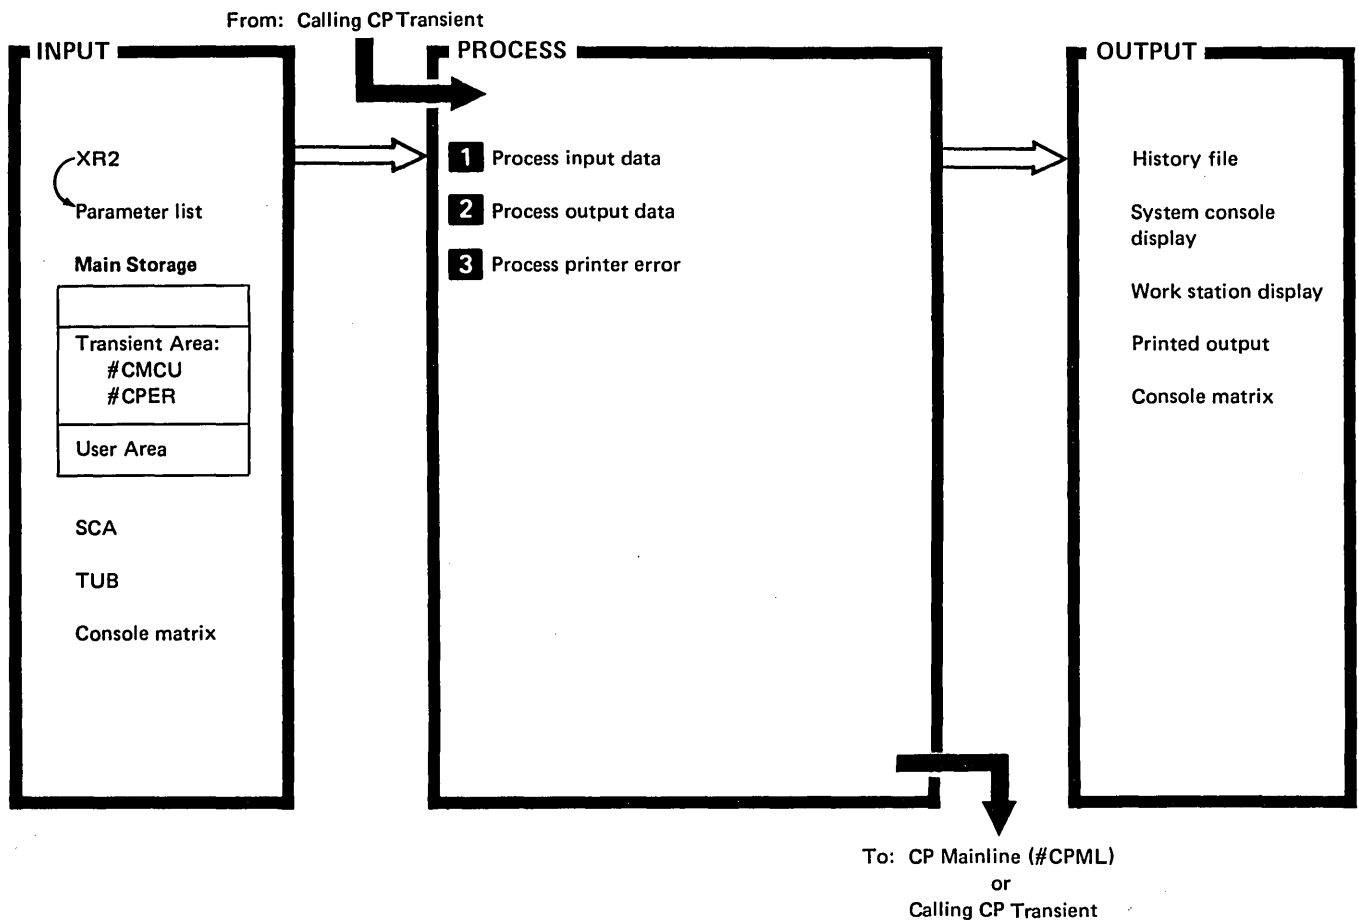 From: Calling CP Transient
INPUT
XR2
Parameter list
Main Storage
Transient Area:
#CMCU
#CPER
User Area
SCA
TUB
Console matrix
PROCESS
1 Process input data
2 Process output data
3 Process printer error
OUTPUT
History file
System console
display
Work station display
Printed output
Console matrix
To: CP Mainline (#CPML)
or
Calling CP Transient